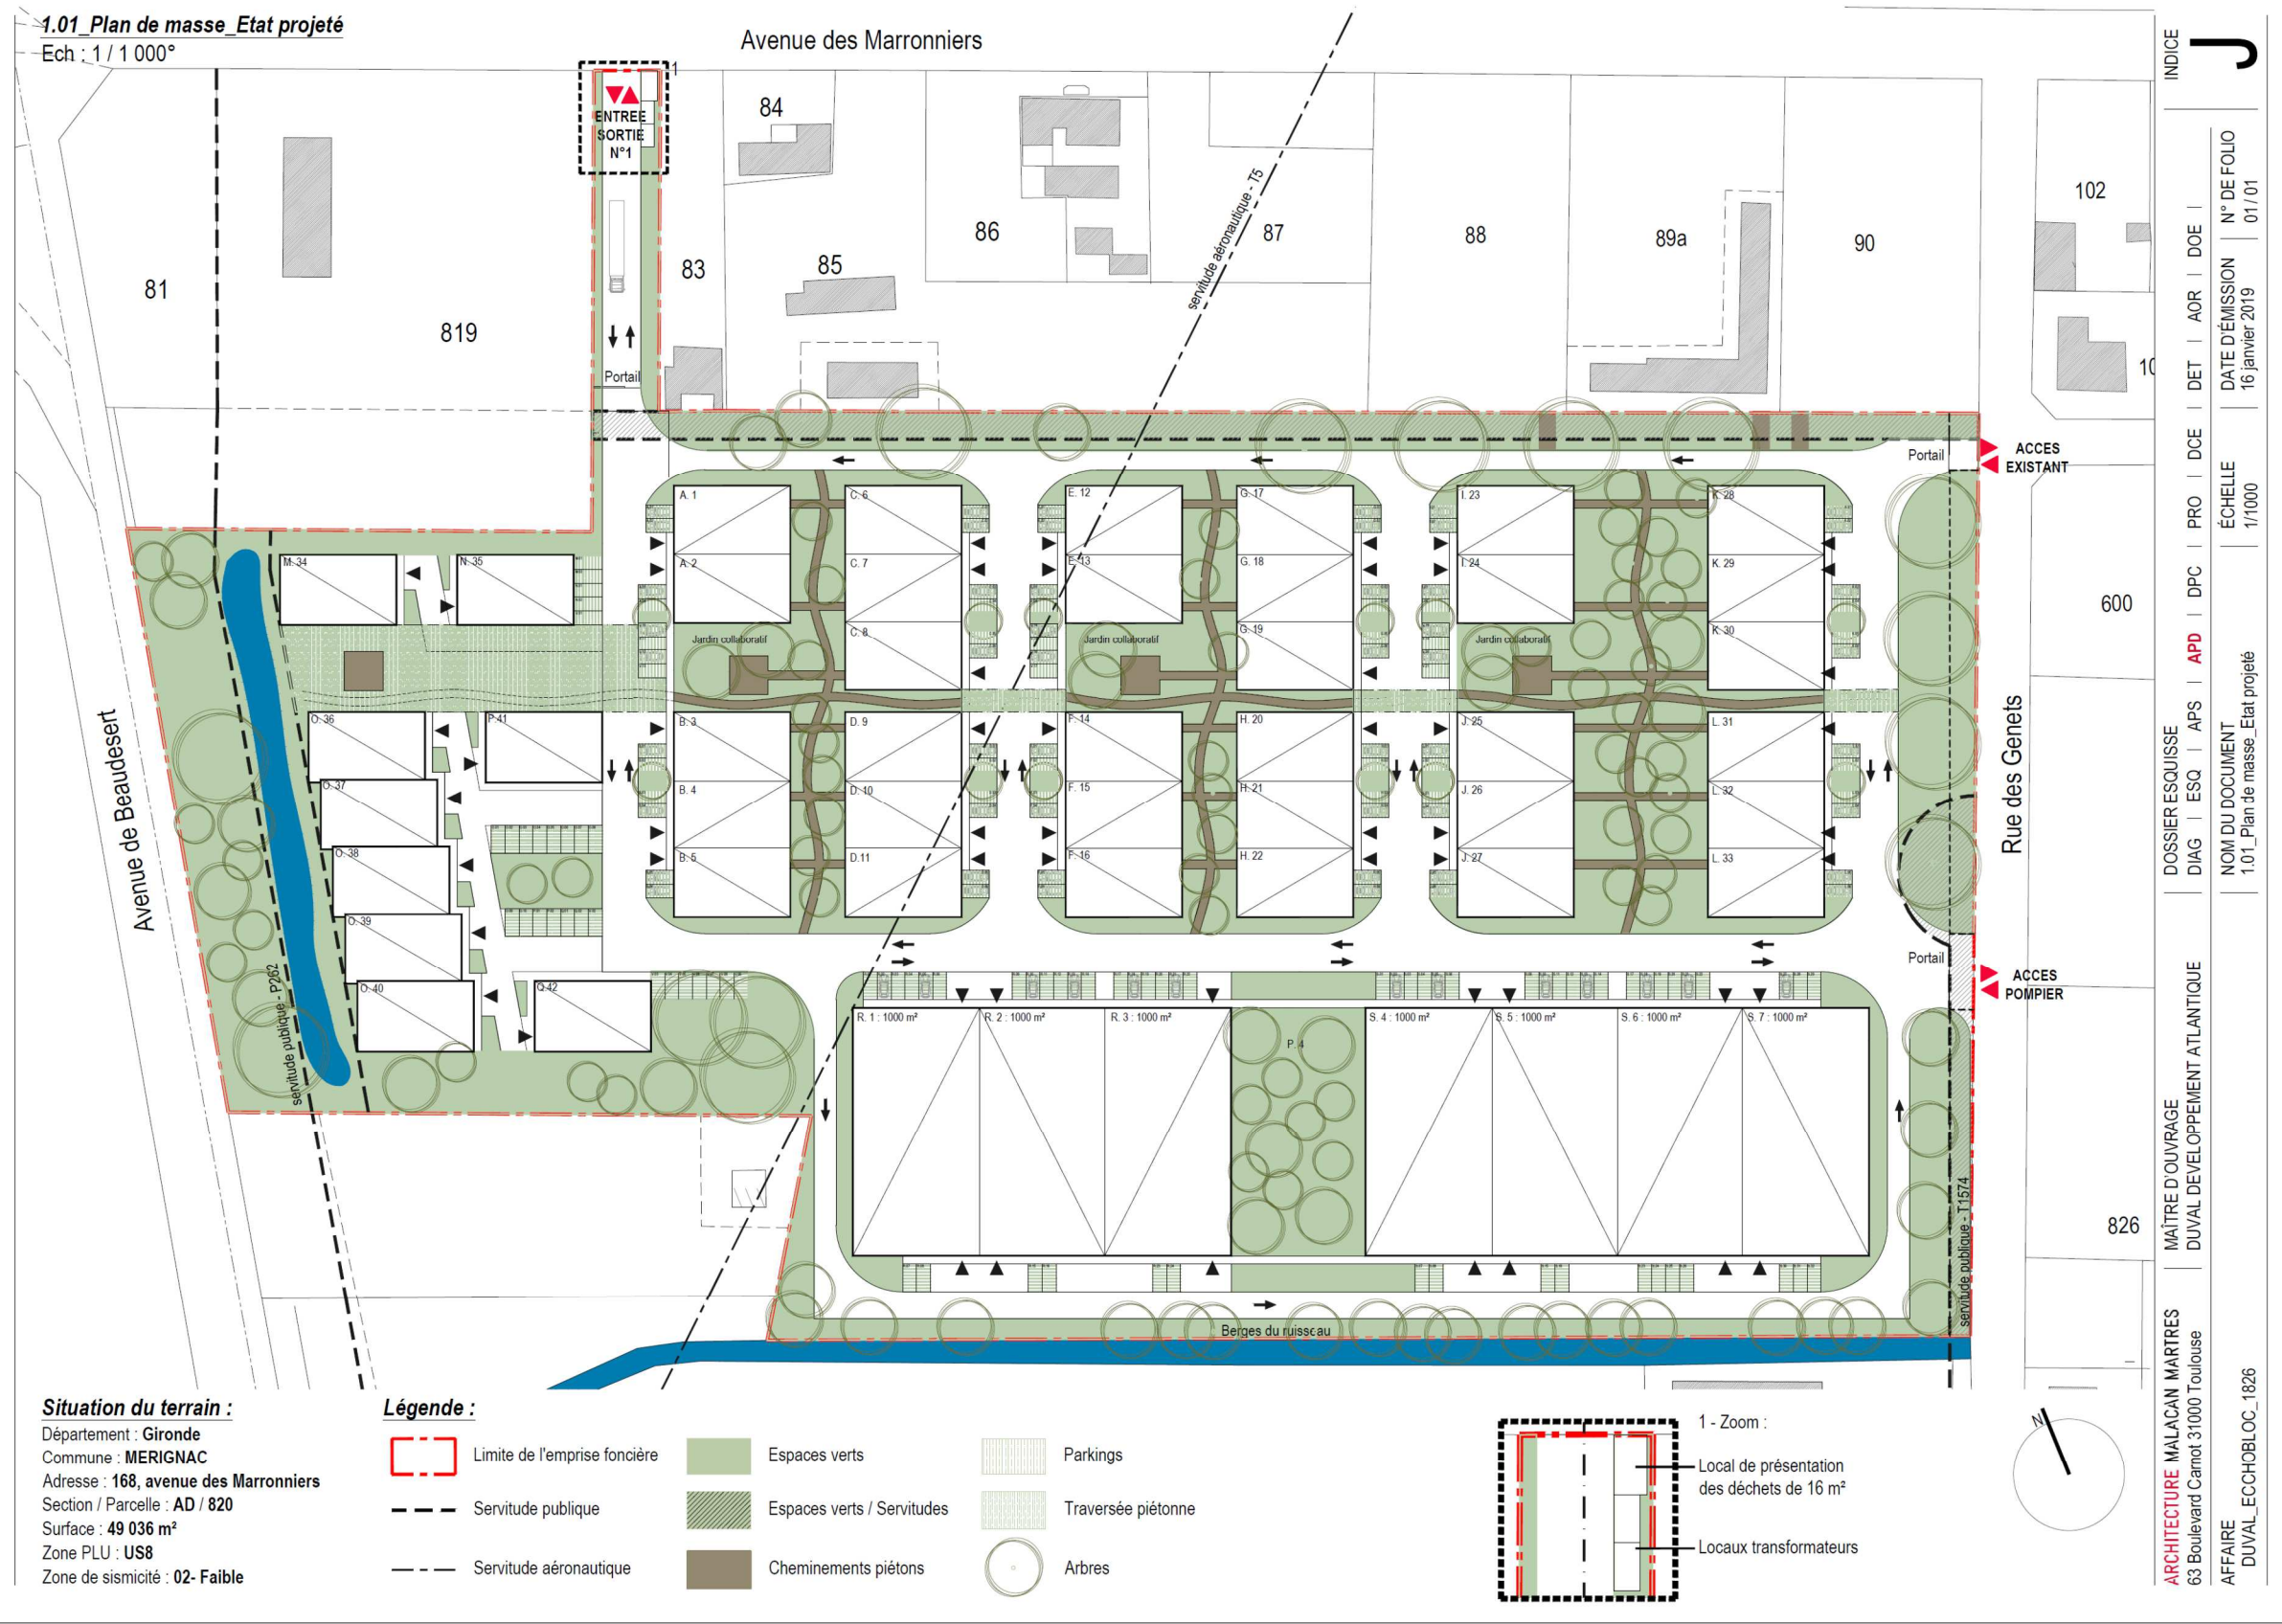 1.01_Plan de masse_Etat projeté
Ech : 1 / 1 000°
Avenue des Marronniers
1
ENTREE
SORTIE
N°1
84
102
86
87
88
89a
90
83
85
81
819
servitude aéronautique - T5
10
Portail
Portail
ACCES
EXISTANT
A. 1
C. 6
E. 12
G. 17
I. 23
K. 28
M. 34
N. 35
A. 2
C. 7
E. 13
G. 18
I. 24
K. 29
600
C. 8
G. 19
K. 30
Jardin collaboratif
Jardin collaboratif
Jardin collaboratif
O. 36
P. 41
B. 3
D. 9
F. 14
H. 20
J. 25
L. 31
Avenue de Beaudesert
Rue des Genets
O. 37
B. 4
D. 10
F. 15
H. 21
J. 26
L. 32
O. 38
B. 5
D.11
F. 16
H. 22
J. 27
L. 33
O. 39
Portail
ACCES
POMPIER
O. 40
Q.42
servitude publique - P262
R. 1 : 1000 m²
R. 2 : 1000 m²
R. 3 : 1000 m²
P. 4
S. 4 : 1000 m²
S. 5 : 1000 m²
S. 6 : 1000 m²
S. 7 : 1000 m²
servitude publique - T1574
826
Berges du ruisseau
Situation du terrain :
Département : Gironde
Commune : MERIGNAC
Adresse : 168, avenue des Marronniers
Section / Parcelle : AD / 820
Surface : 49 036 m²
Zone PLU : US8
Zone de sismicité : 02- Faible
Légende :
Limite de l'emprise foncière
Servitude publique
Servitude aéronautique
Espaces verts
Espaces verts / Servitudes
Cheminements piétons
Parkings
Traversée piétonne
Arbres
1 - Zoom :
Local de présentation
des déchets de 16 m²
Locaux transformateurs
N
ARCHITECTURE MALACAN MARTRES
63 Boulevard Carnot 31000 Toulouse
AFFAIRE
DUVAL_ECCHOBLOC_1826
MAÎTRE D'OUVRAGE
DUVAL DEVELOPPEMENT ATLANTIQUE
DOSSIER ESQUISSE
DIAG | ESQ | APS | APD | DPC | PRO | DCE | DET | AOR | DOE |
NOM DU DOCUMENT
1.01_Plan de masse_Etat projeté
ÉCHELLE
1/1000
DATE D'ÉMISSION
16 janvier 2019
N° DE FOLIO
01 / 01
INDICE
J